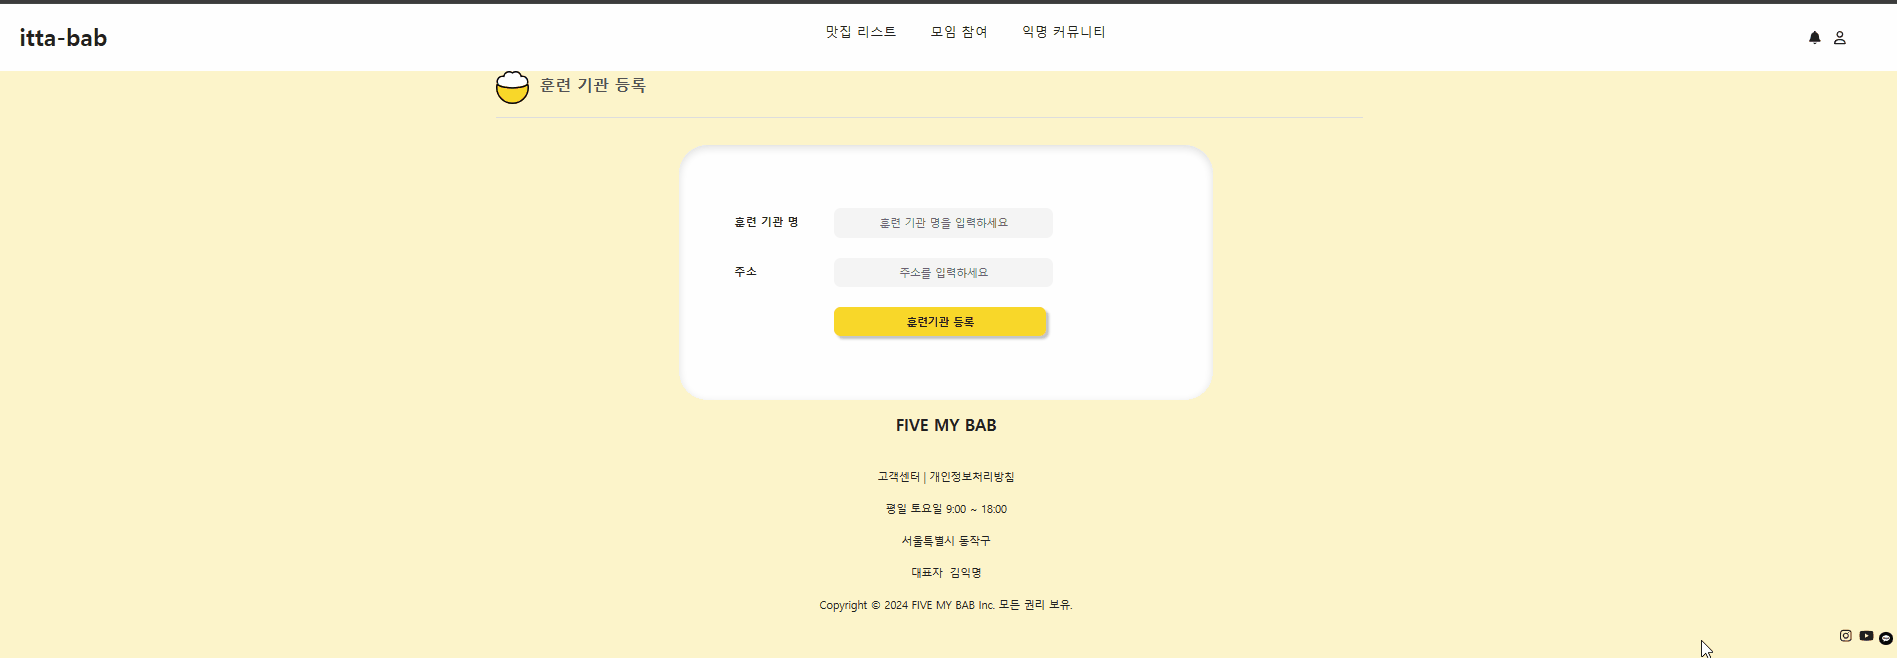 itta-bab
맛집 리스트 모임 참여 익명 커뮤니티
훈련 기관 등록
훈련 기관 명 훈련 기관 명을 입력하세요
주소 주소를 입력하세요
훈련기관 등록
FIVE MY BAB
고객센터 | 개인정보처리방침
평일 토요일 9:00 ~ 18:00
서울특별시 동작구
대표자 김익명
Copyright © 2024 FIVE MY BAB Inc. 모든 권리 보유.